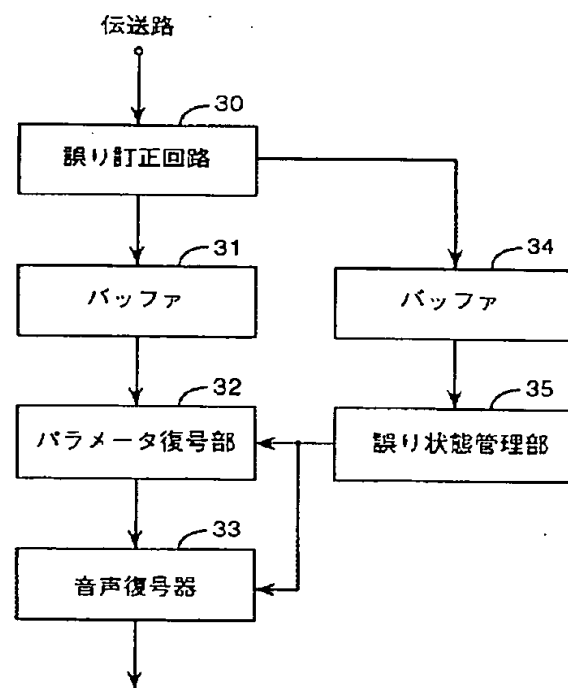 伝送路
30
誤り訂正回路
31
バッファ
34
バッファ
32
パラメータ復号部
35
誤り状態管理部
33
音声復号器